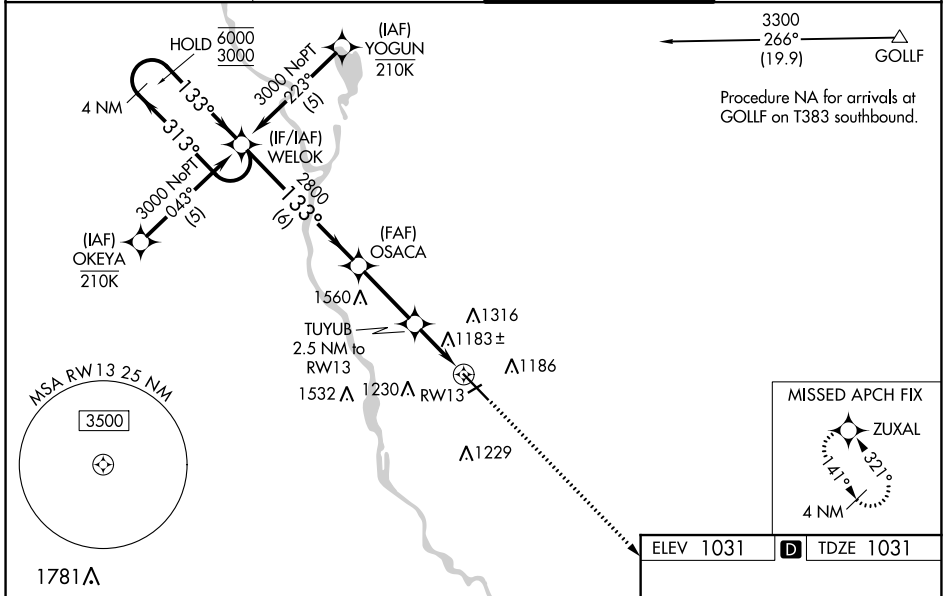 HOLD 6000
3000
(IAF)
YOGUN
210K
3000 NoPT
223°
(5)
4 NM
133°
313°
(IF/IAF)
WELOK
3000 NoPT
043°
(5)
(IAF)
OKEYA
210K
2800
133°
(6)
(FAF)
OSACA
1560
TUYUB
2.5 NM to
RW13
1316
1183±
1186
1532
1230
RW13
1229
3300
266°
(19.9)
GOLLF
Procedure NA for arrivals at
GOLLF on T383 southbound.
MSA RW13 25 NM
3500
1781
MISSED APCH FIX
ZUXAL
141°
321°
4 NM
ELEV 1031 D TDZE 1031